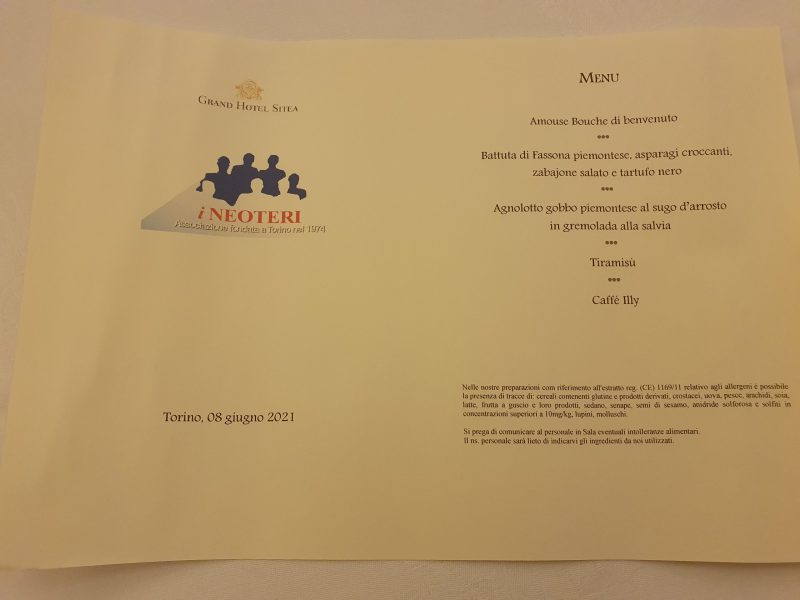 GRAND HOTEL SITEA
i NEOTERI
Associazione fondata a Torino nel 1974
Torino, 08 giugno 2021
MENU
Amouse Bouche di benvenuto
***
Battuta di Fassona piemontese, asparagi croccanti,
zabajone salato e tartufo nero
***
Agnolotto gobbo piemontese al sugo d'arrosto
in gremolada alla salvia
***
Tiramisù
***
Caffé Illy
Nelle nostre preparazioni com riferimento all'estratto reg. (CE) 1169/11 relativo agli allergeni é possibile
la presenza di tracce di: cereali contenenti glutine e prodotti derivati, crostacei, uova, pesce, arachidi, soia,
latte, frutta a guscio e loro prodotti, sedano, senape, semi di sesamo, anidride solforosa e solfiti in
concentrazioni superiori a 10mg/kg, lupini, molluschi.
Si prega di comunicare al personale in Sala eventuali intolleranze alimentari.
Il ns. personale sarà lieto di indicarvi gli ingredienti da noi utilizzati.